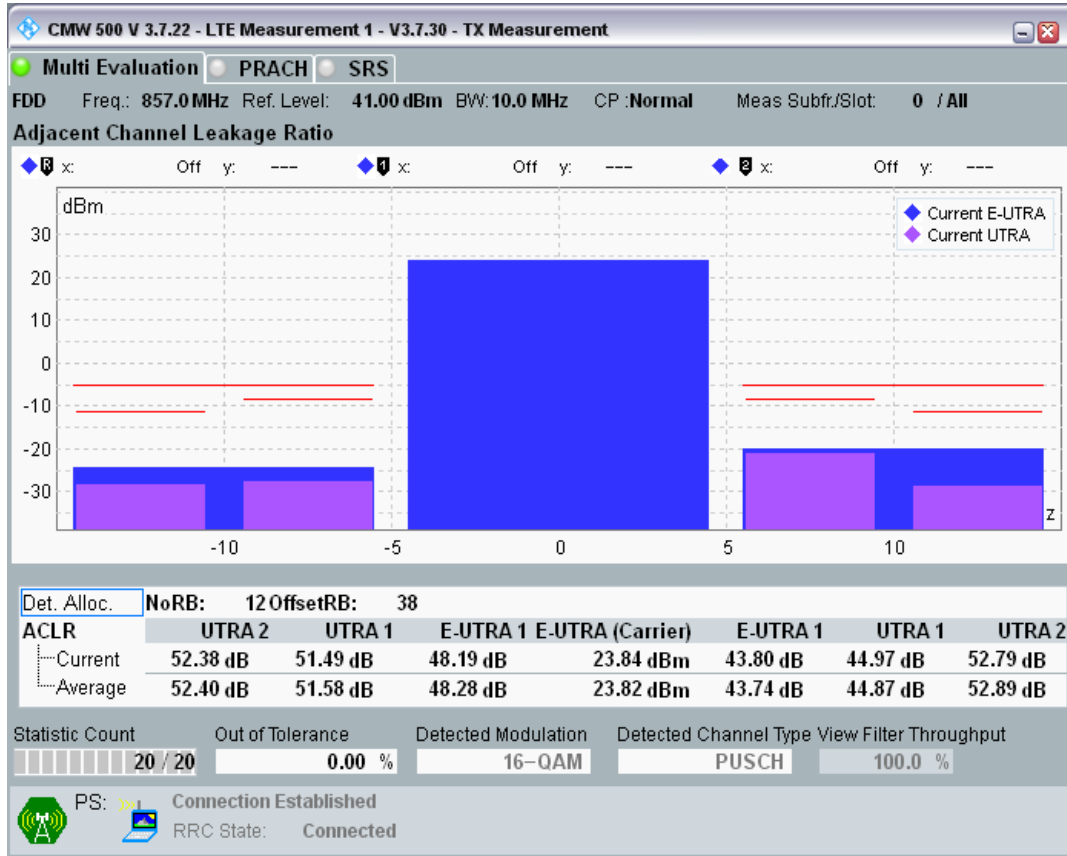 CMW 500 V 3.7.22 - LTE Measurement 1 - V3.7.30 - TX Measurement
Multi Evaluation PRACH SRS
FDD Freq.: 857.0 MHz Ref. Level: 41.00 dBm BW: 10.0 MHz CP :Normal Meas Subfr./Slot: 0 / All
Adjacent Channel Leakage Ratio
R x: Off y: --- 1 x: Off y: --- 2 x: Off y: ---
dBm
Current E-UTRA
Current UTRA
30
20
10
0
-10
-20
-30
z
-10 -5 0 5 10
Det. Alloc. NoRB: 12 OffsetRB: 38
ACLR UTRA 2 UTRA 1 E-UTRA 1 E-UTRA (Carrier) E-UTRA 1 UTRA 1 UTRA 2
Current 52.38 dB 51.49 dB 48.19 dB 23.84 dBm 43.80 dB 44.97 dB 52.79 dB
Average 52.40 dB 51.58 dB 48.28 dB 23.82 dBm 43.74 dB 44.87 dB 52.89 dB
Statistic Count Out of Tolerance Detected Modulation Detected Channel Type View Filter Throughput
20 / 20 0.00 % 16-QAM PUSCH 100.0 %
PS: Connection Established
RRC State: Connected